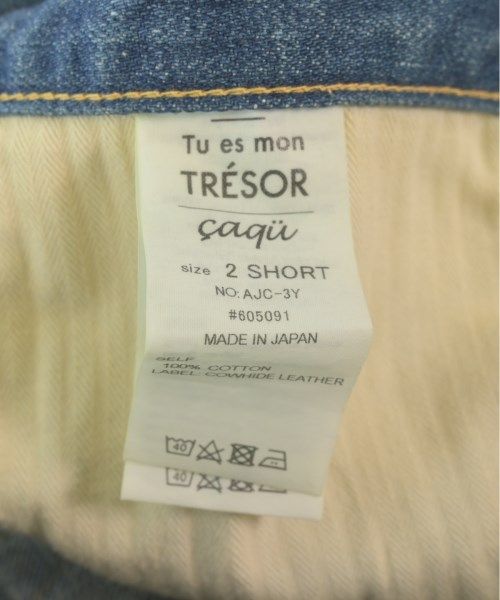 Tu es mon
TRÉSOR
çaqü
size 2 SHORT
NO: AJC-3Y
#605091
MADE IN JAPAN
SELF
100% COTTON
LABEL: COWHIDE LEATHER
40
40